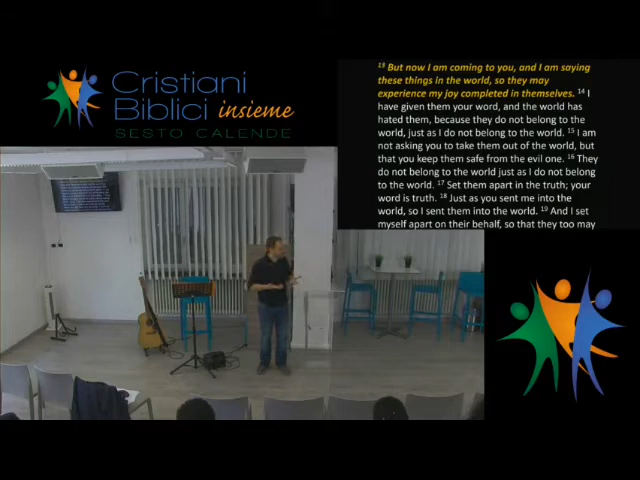 Cristiani
Biblici insieme
SESTO CALENDE
13 But now I am coming to you, and I am saying
these things in the world, so they may
experience my joy completed in themselves. 14 I
have given them your word, and the world has
hated them, because they do not belong to the
world, just as I do not belong to the world. 15 I am
not asking you to take them out of the world, but
that you keep them safe from the evil one. 16 They
do not belong to the world just as I do not belong
to the world. 17 Set them apart in the truth; your
word is truth. 18 Just as you sent me into the
world, so I sent them into the world. 19 And I set
myself apart on their behalf, so that they too may